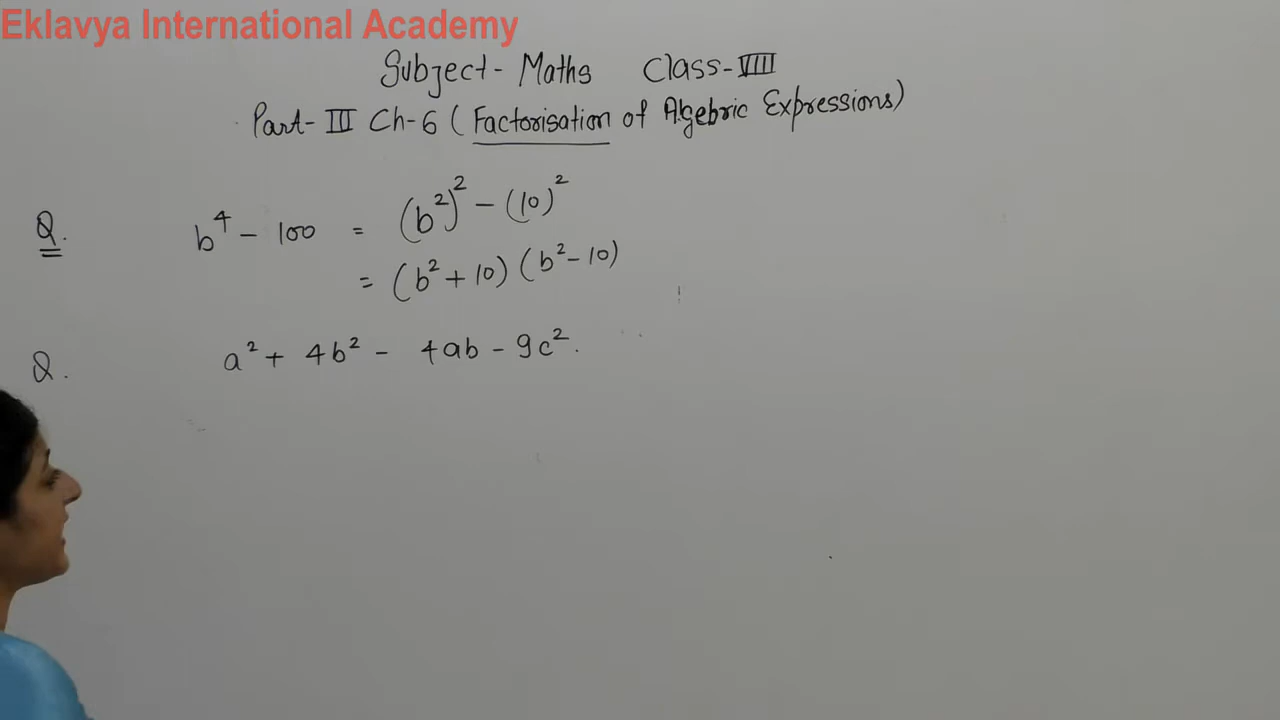 Eklavya International Academy
Subject- Maths Class-VIII
Part-III Ch-6 (Factorisation of Algebric Expressions)
Q. b⁴ - 100 = (b²)² - (10)²
= (b² + 10) (b² - 10)
Q. a² + 4b² - 4ab - 9c².